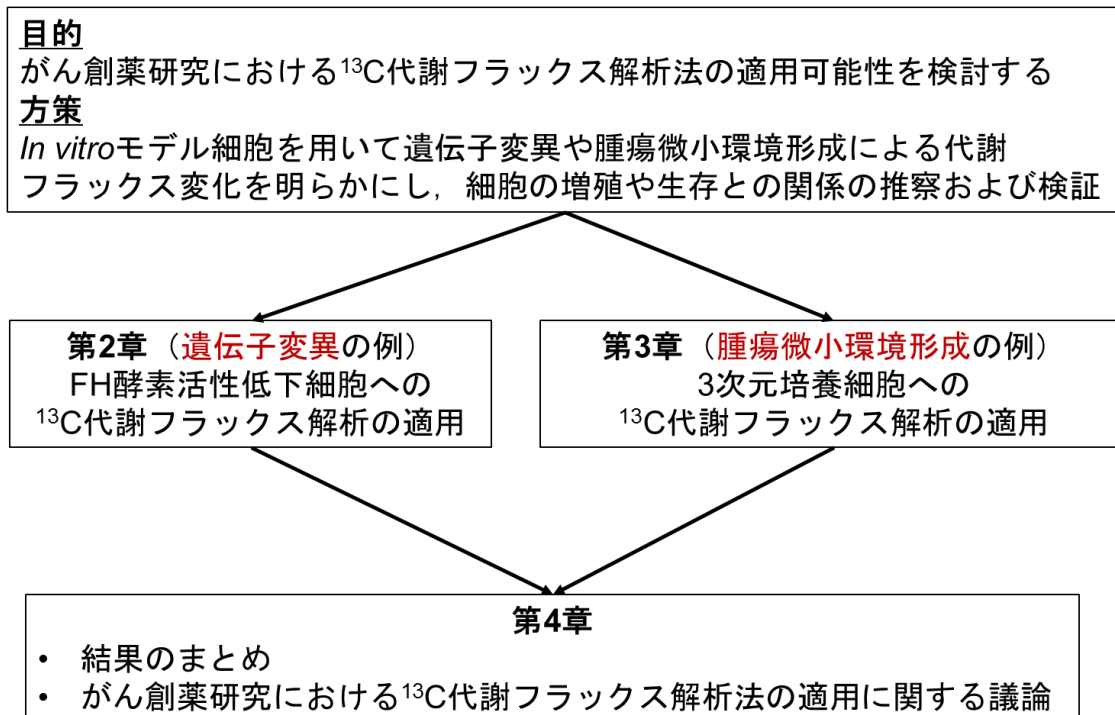 目的
がん創薬研究における¹³C代謝フラックス解析法の適用可能性を検討する
方策
In vitroモデル細胞を用いて遺伝子変異や腫瘍微小環境形成による代謝
フラックス変化を明らかにし，細胞の増殖や生存との関係の推察および検証
第2章（遺伝子変異の例）
FH酵素活性低下細胞への
¹³C代謝フラックス解析の適用
第3章（腫瘍微小環境形成の例）
3次元培養細胞への
¹³C代謝フラックス解析の適用
第4章
• 結果のまとめ
• がん創薬研究における¹³C代謝フラックス解析法の適用に関する議論